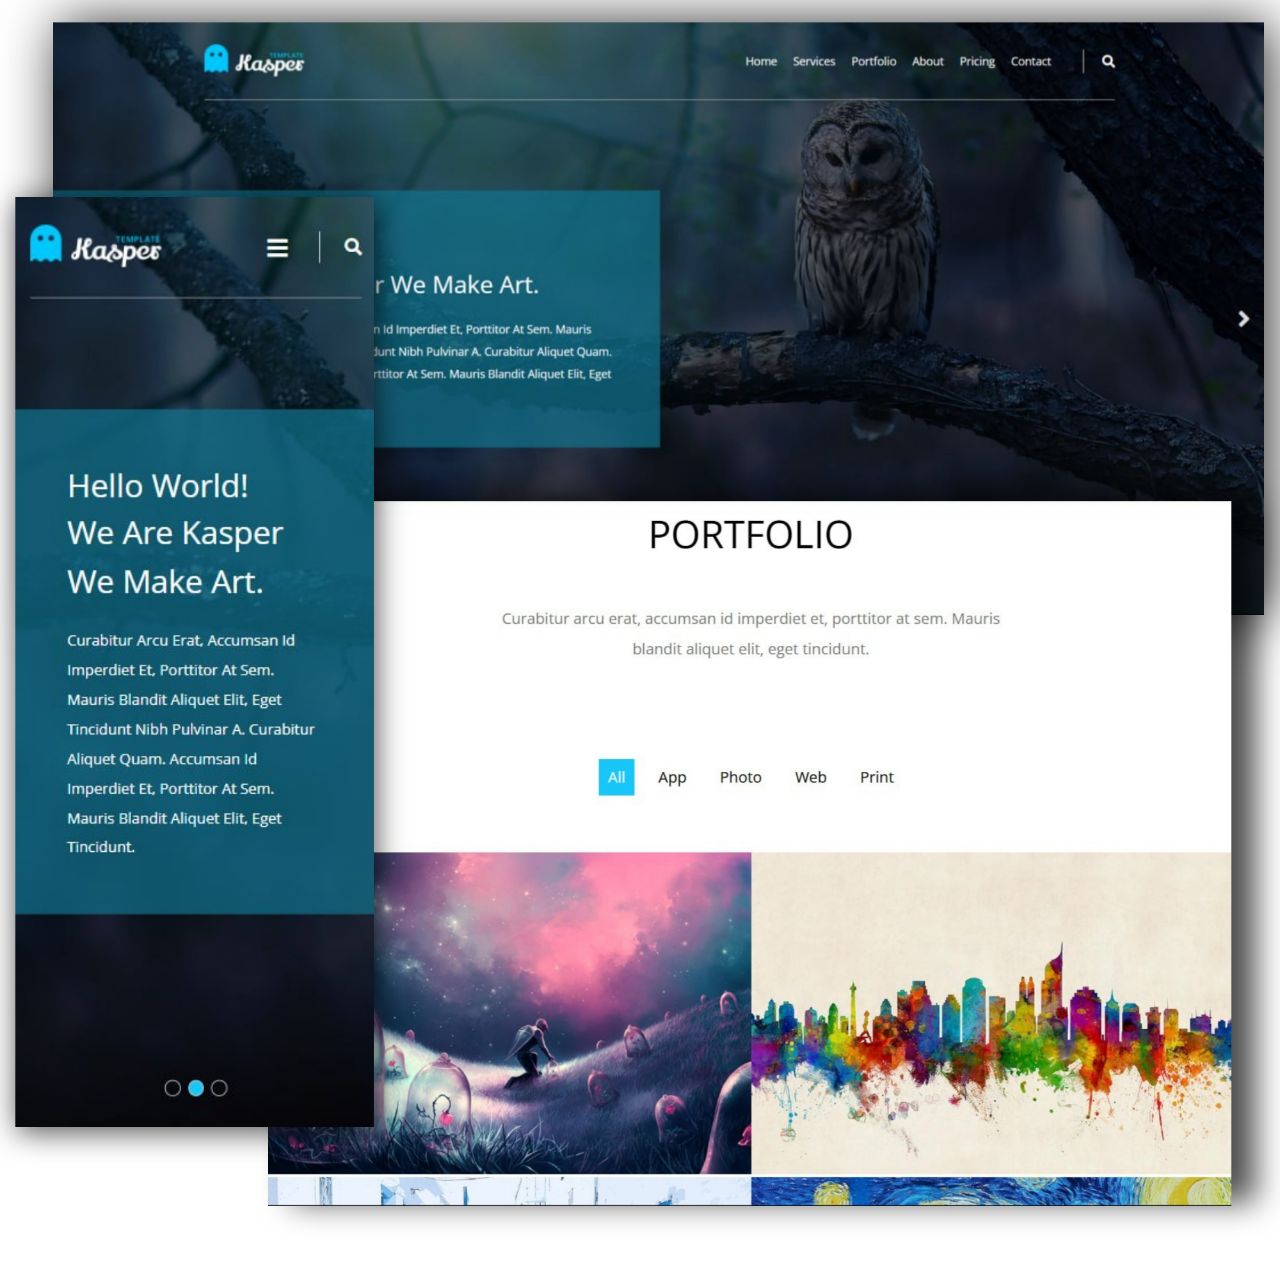 TEMPLATE
Kasper
Home Services Portfolio About Pricing Contact
r We Make Art.
n Id Imperdiet Et, Porttitor At Sem. Mauris
dunt Nibh Pulvinar A. Curabitur Aliquet Quam.
rttitor At Sem. Mauris Blandit Aliquet Elit, Eget
TEMPLATE
Kasper
Hello World!
We Are Kasper
We Make Art.
Curabitur Arcu Erat, Accumsan Id
Imperdiet Et, Porttitor At Sem.
Mauris Blandit Aliquet Elit, Eget
Tincidunt Nibh Pulvinar A. Curabitur
Aliquet Quam. Accumsan Id
Imperdiet Et, Porttitor At Sem.
Mauris Blandit Aliquet Elit, Eget
Tincidunt.
PORTFOLIO
Curabitur arcu erat, accumsan id imperdiet et, porttitor at sem. Mauris
blandit aliquet elit, eget tincidunt.
All App Photo Web Print